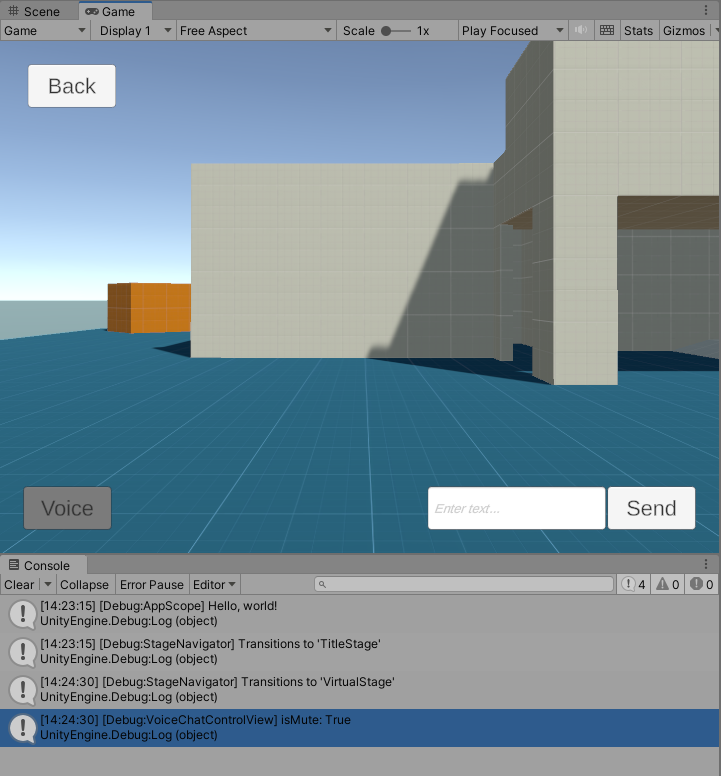 Scene Game
Game Display 1 Free Aspect Scale 1x Play Focused Stats Gizmos
Back
Voice
Enter text...
Send
Console
Clear Collapse Error Pause Editor 4 0 0
[14:23:15] [Debug:AppScope] Hello, world!
UnityEngine.Debug:Log (object)
[14:23:15] [Debug:StageNavigator] Transitions to 'TitleStage'
UnityEngine.Debug:Log (object)
[14:24:30] [Debug:StageNavigator] Transitions to 'VirtualStage'
UnityEngine.Debug:Log (object)
[14:24:30] [Debug:VoiceChatControlView] isMute: True
UnityEngine.Debug:Log (object)